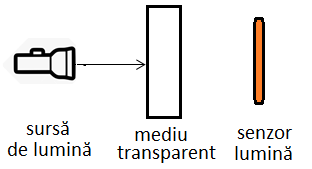 sursă
de lumină
mediu
transparent
senzor
lumină